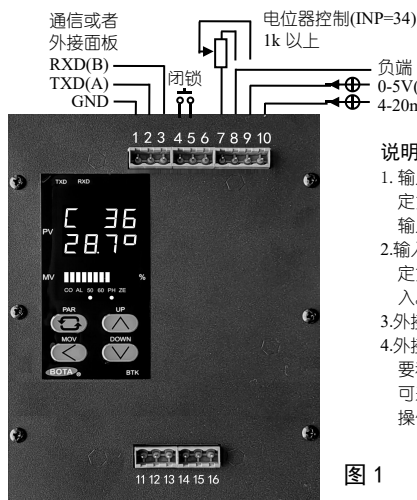 通信或者
外接面板
RXD(B)
TXD(A)
GND
闭锁
电位器控制(INP=34)
1k 以上
负端
0-5V(
4-20m
1 2 3 4 5 6 7 8 9 10
TXD RXD
PV
C 36
28.7°
MV
%
CO AL 50 60 PH ZE
PAR UP
MOV DOWN
BOTA® BTK
11 12 13 14 15 16
说明
1. 输
定
输
2.输入
定
入
3.外接
4.外接
要
可
操
图 1